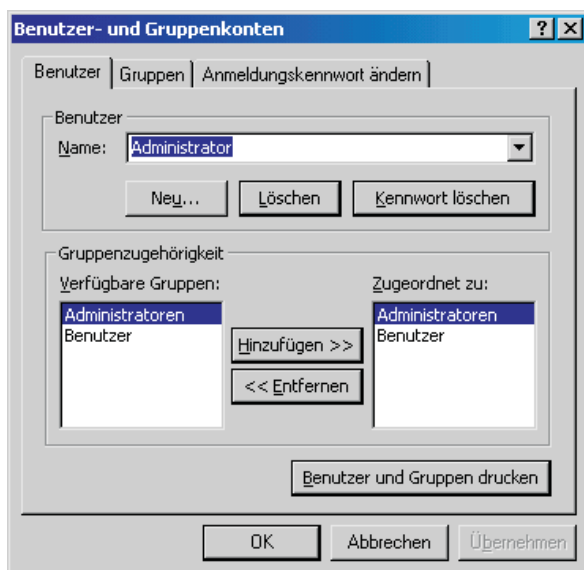 Benutzer- und Gruppenkonten
Benutzer Gruppen Anmeldungskennwort ändern
Benutzer
Name: Administrator
Neu... Löschen Kennwort löschen
Gruppenzugehörigkeit
Verfügbare Gruppen: Zugeordnet zu:
Administratoren Administratoren
Benutzer Benutzer
Hinzufügen >>
<< Entfernen
Benutzer und Gruppen drucken
OK Abbrechen Übernehmen